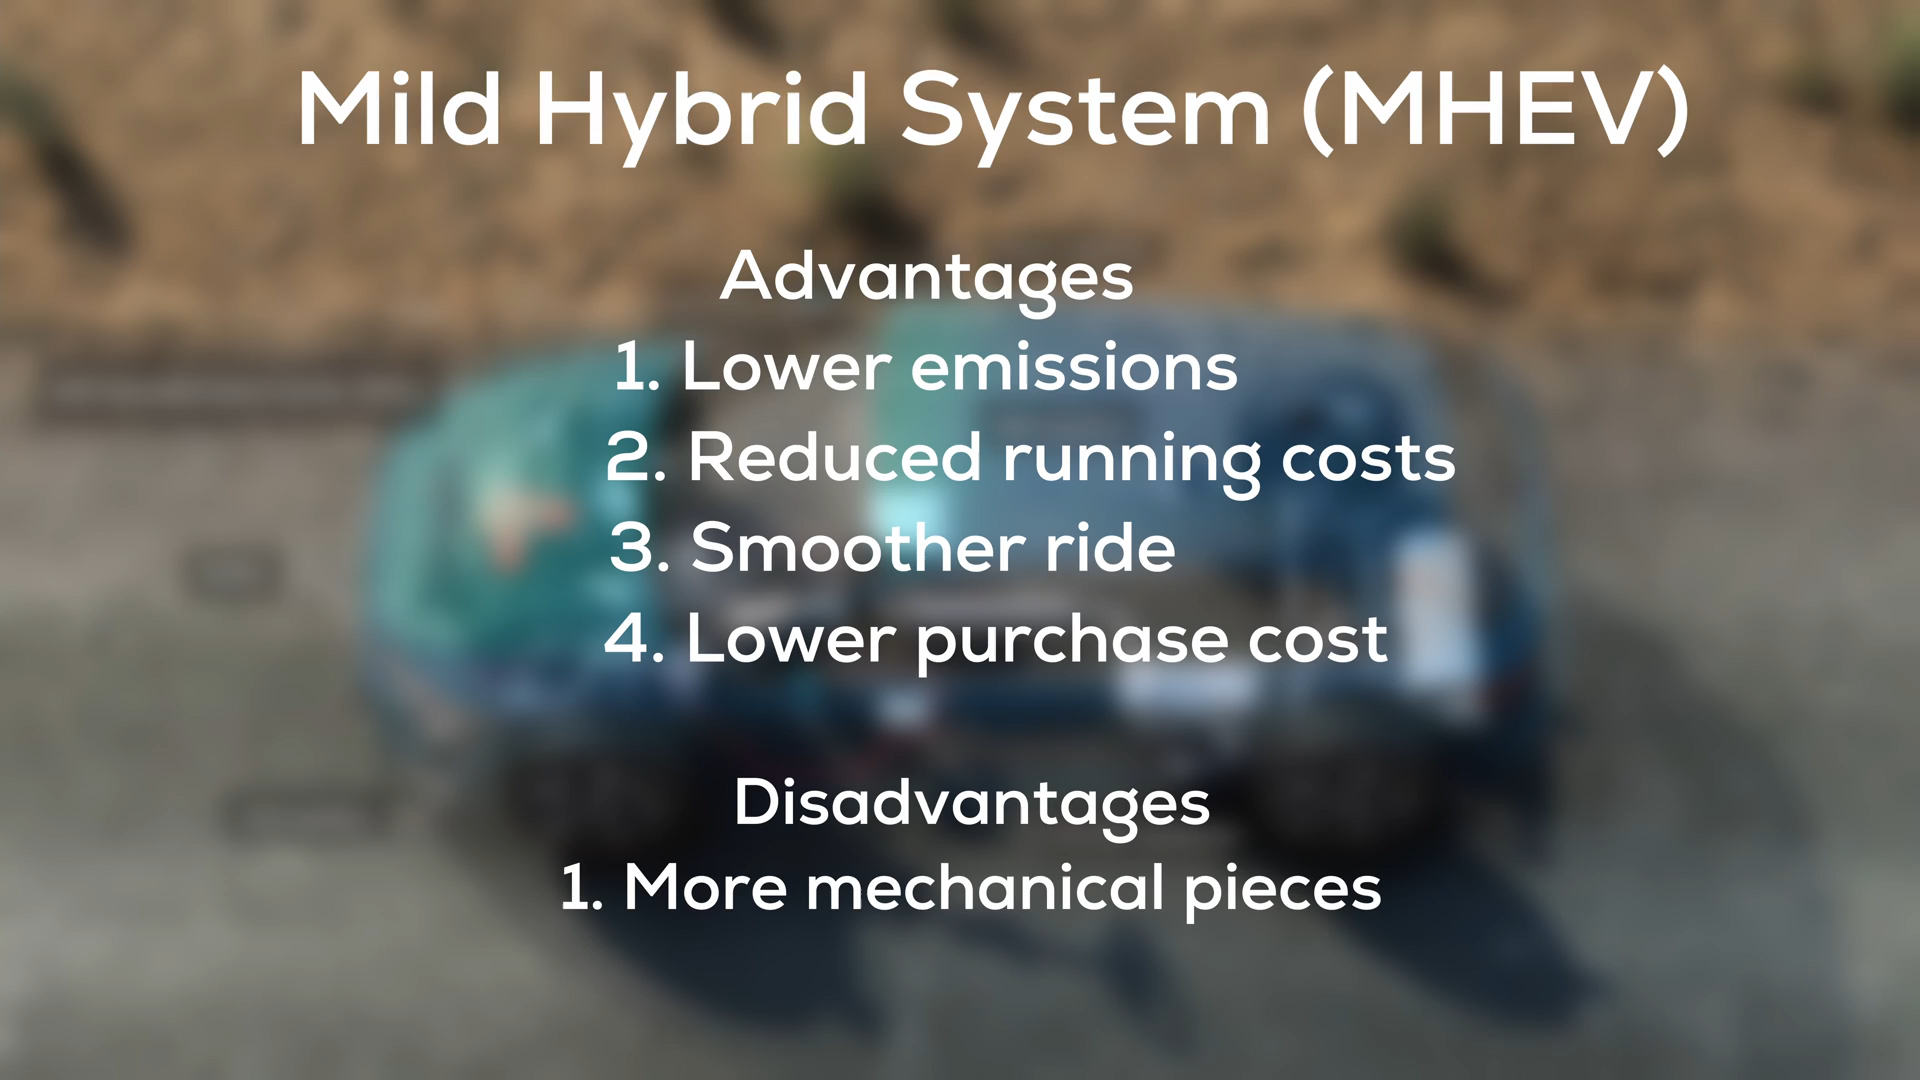 Mild Hybrid System (MHEV)
Advantages
1. Lower emissions
2. Reduced running costs
3. Smoother ride
4. Lower purchase cost
Disadvantages
1. More mechanical pieces